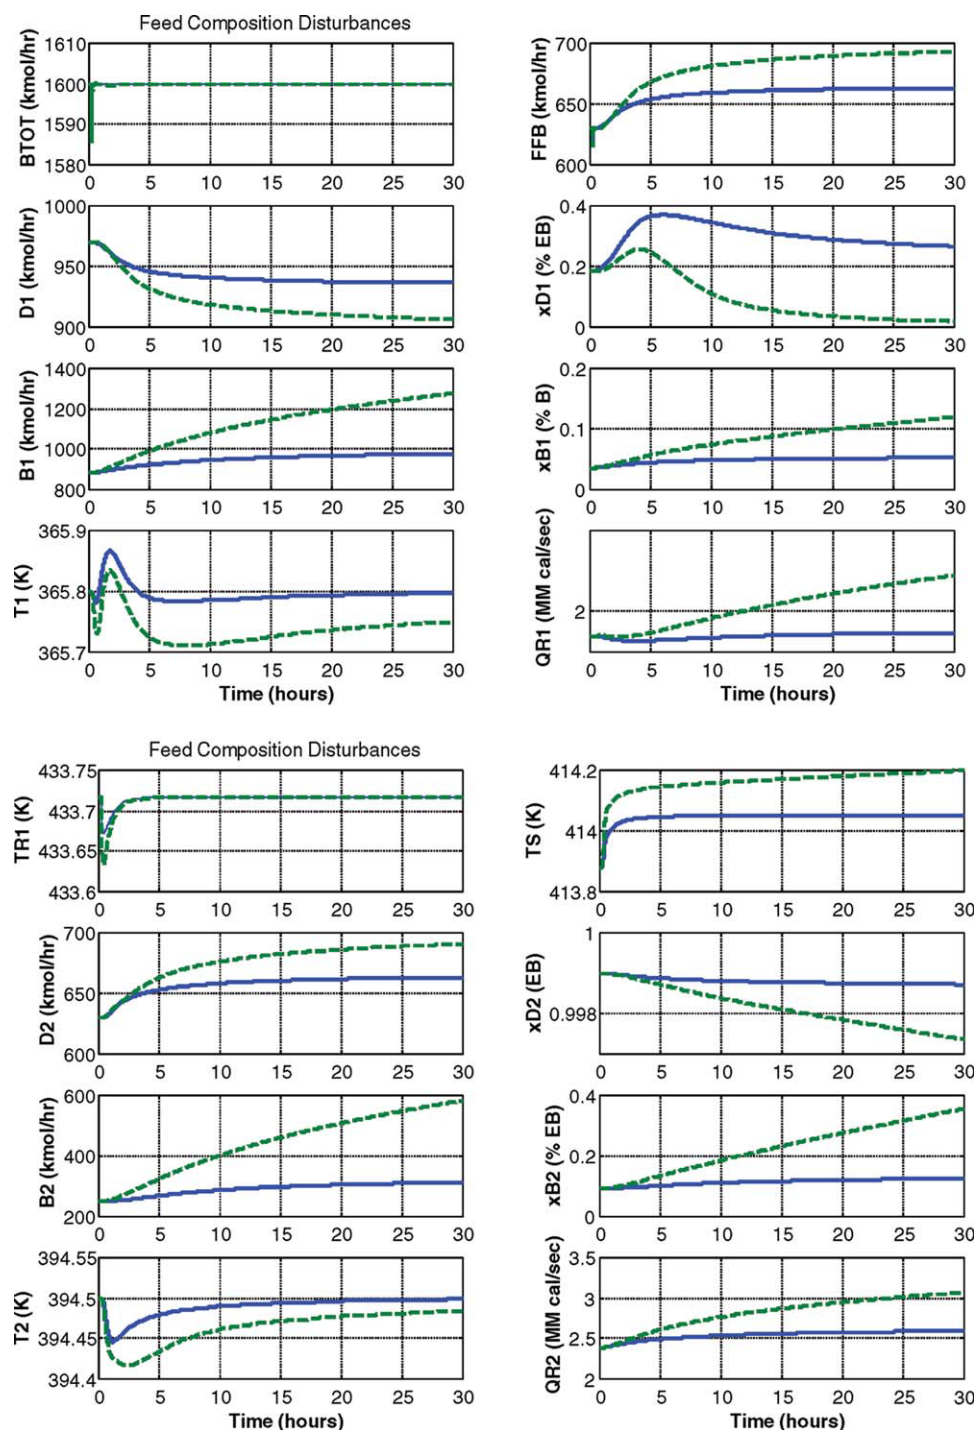 Feed Composition Disturbances
BTOT (kmol/hr)
1610
1600
1590
1580
0 5 10 15 20 25 30
FFB (kmol/hr)
700
650
600
0 5 10 15 20 25 30
D1 (kmol/hr)
1000
950
900
0 5 10 15 20 25 30
xD1 (% EB)
0.4
0.2
0
0 5 10 15 20 25 30
B1 (kmol/hr)
1400
1200
1000
800
0 5 10 15 20 25 30
xB1 (% B)
0.2
0.1
0
0 5 10 15 20 25 30
T1 (K)
365.9
365.8
365.7
0 5 10 15 20 25 30
Time (hours)
QR1 (MM cal/sec)
2
0 5 10 15 20 25 30
Time (hours)
Feed Composition Disturbances
TR1 (K)
433.75
433.7
433.65
433.6
0 5 10 15 20 25 30
TS (K)
414.2
414
413.8
0 5 10 15 20 25 30
D2 (kmol/hr)
700
650
600
0 5 10 15 20 25 30
xD2 (EB)
1
0.998
0 5 10 15 20 25 30
B2 (kmol/hr)
600
400
200
0 5 10 15 20 25 30
xB2 (% EB)
0.4
0.2
0
0 5 10 15 20 25 30
T2 (K)
394.55
394.5
394.45
394.4
0 5 10 15 20 25 30
Time (hours)
QR2 (MM cal/sec)
3.5
3
2.5
2
0 5 10 15 20 25 30
Time (hours)